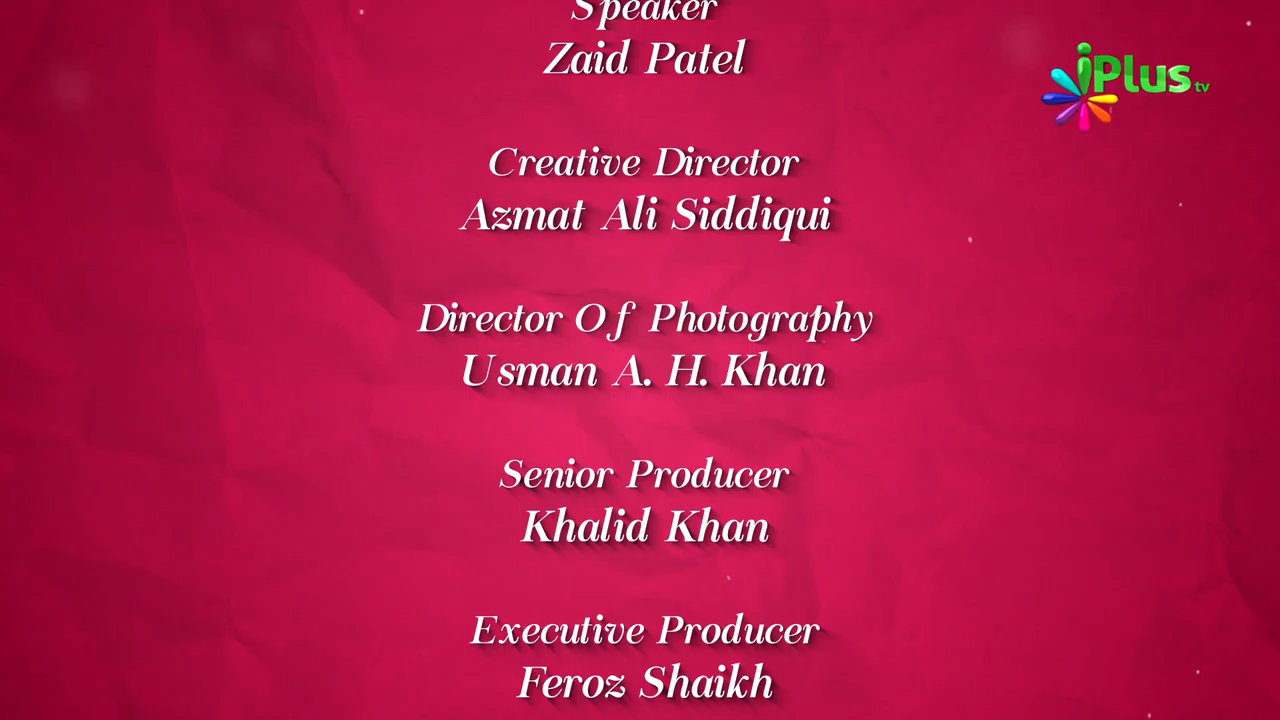 Speaker
Zaid Patel
iPlus tv
Creative Director
Azmat Ali Siddiqui
Director Of Photography
Usman A. H. Khan
Senior Producer
Khalid Khan
Executive Producer
Feroz Shaikh